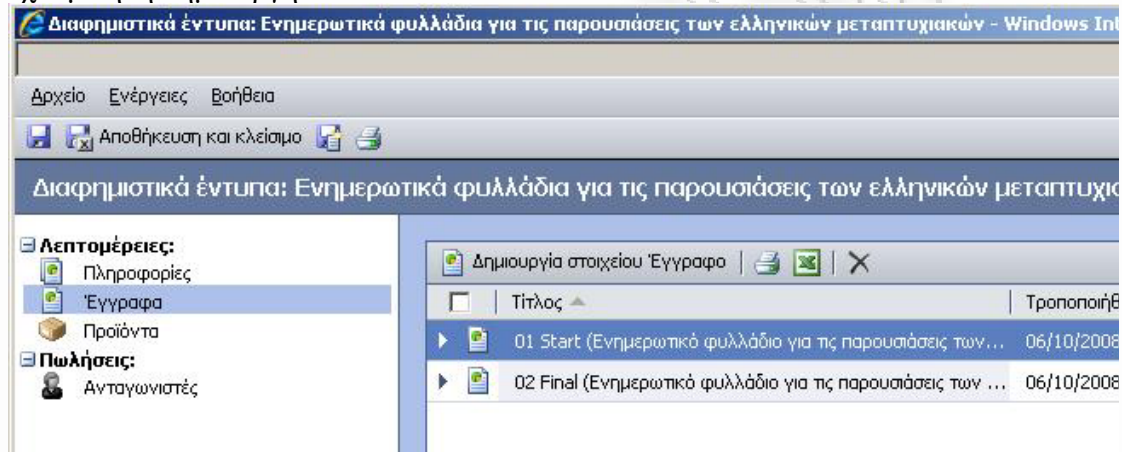 Διαφημιστικά έντυπα: Ενημερωτικά φυλλάδια για τις παρουσιάσεις των ελληνικών μεταπτυχιακών - Windows Int
Αρχείο Ενέργειες Βοήθεια
Αποθήκευση και κλείσιμο
Διαφημιστικά έντυπα: Ενημερωτικά φυλλάδια για τις παρουσιάσεις των ελληνικών μεταπτυχιο
Λεπτομέρειες:
Πληροφορίες
Έγγραφα
Προϊόντα
Πωλήσεις:
Ανταγωνιστές
Δημιουργία στοιχείου Έγγραφο
Τίτλος Τροποποιήθ
01 Start (Ενημερωτικό φυλλάδιο για τις παρουσιάσεις των... 06/10/2008
02 Final (Ενημερωτικό φυλλάδιο για τις παρουσιάσεις των ... 06/10/2008